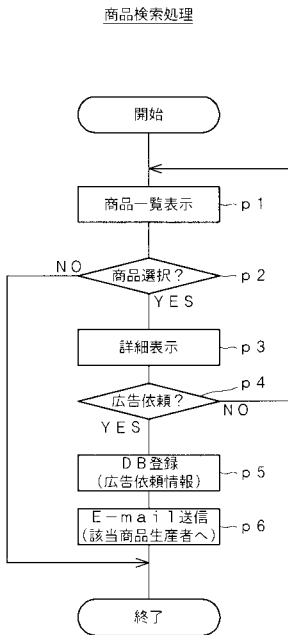 商品検索処理
開始
商品一覧表示
p1
NO
商品選択？
p2
YES
詳細表示
p3
p4
広告依頼？
NO
YES
DB登録
(広告依頼情報)
p5
E－mail送信
(該当商品生産者へ)
p6
終了